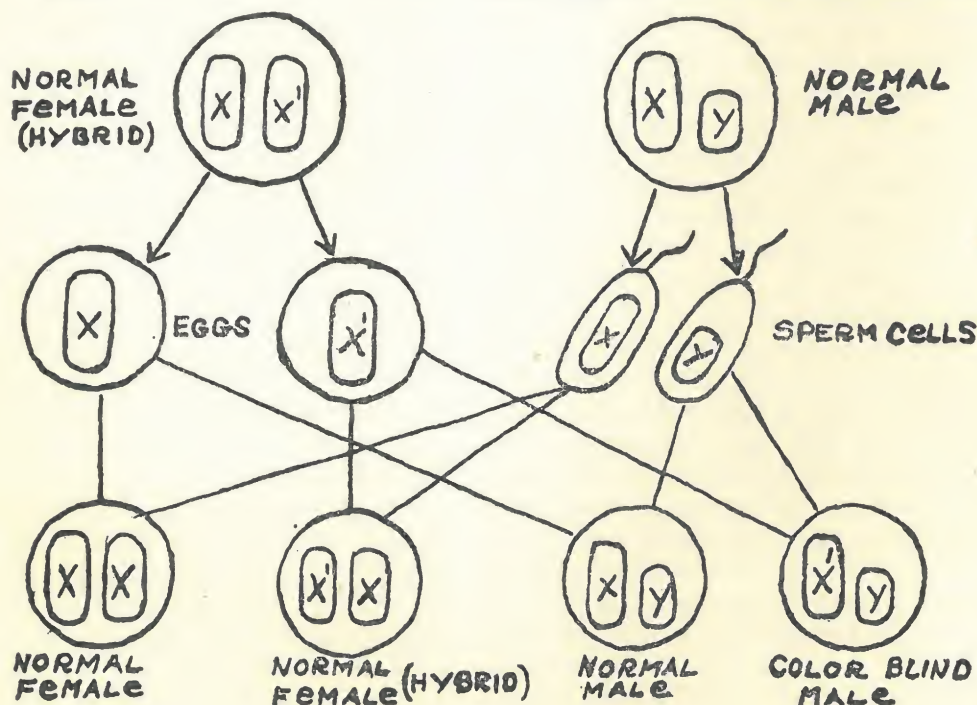 NORMAL
FEMALE
(HYBRID)
X X'
X Y
NORMAL
MALE
X
EGGS
X'
X
Y
SPERM CELLS
X X
X' X
X Y
X' Y
NORMAL
FEMALE
NORMAL
FEMALE (HYBRID)
NORMAL
MALE
COLOR BLIND
MALE